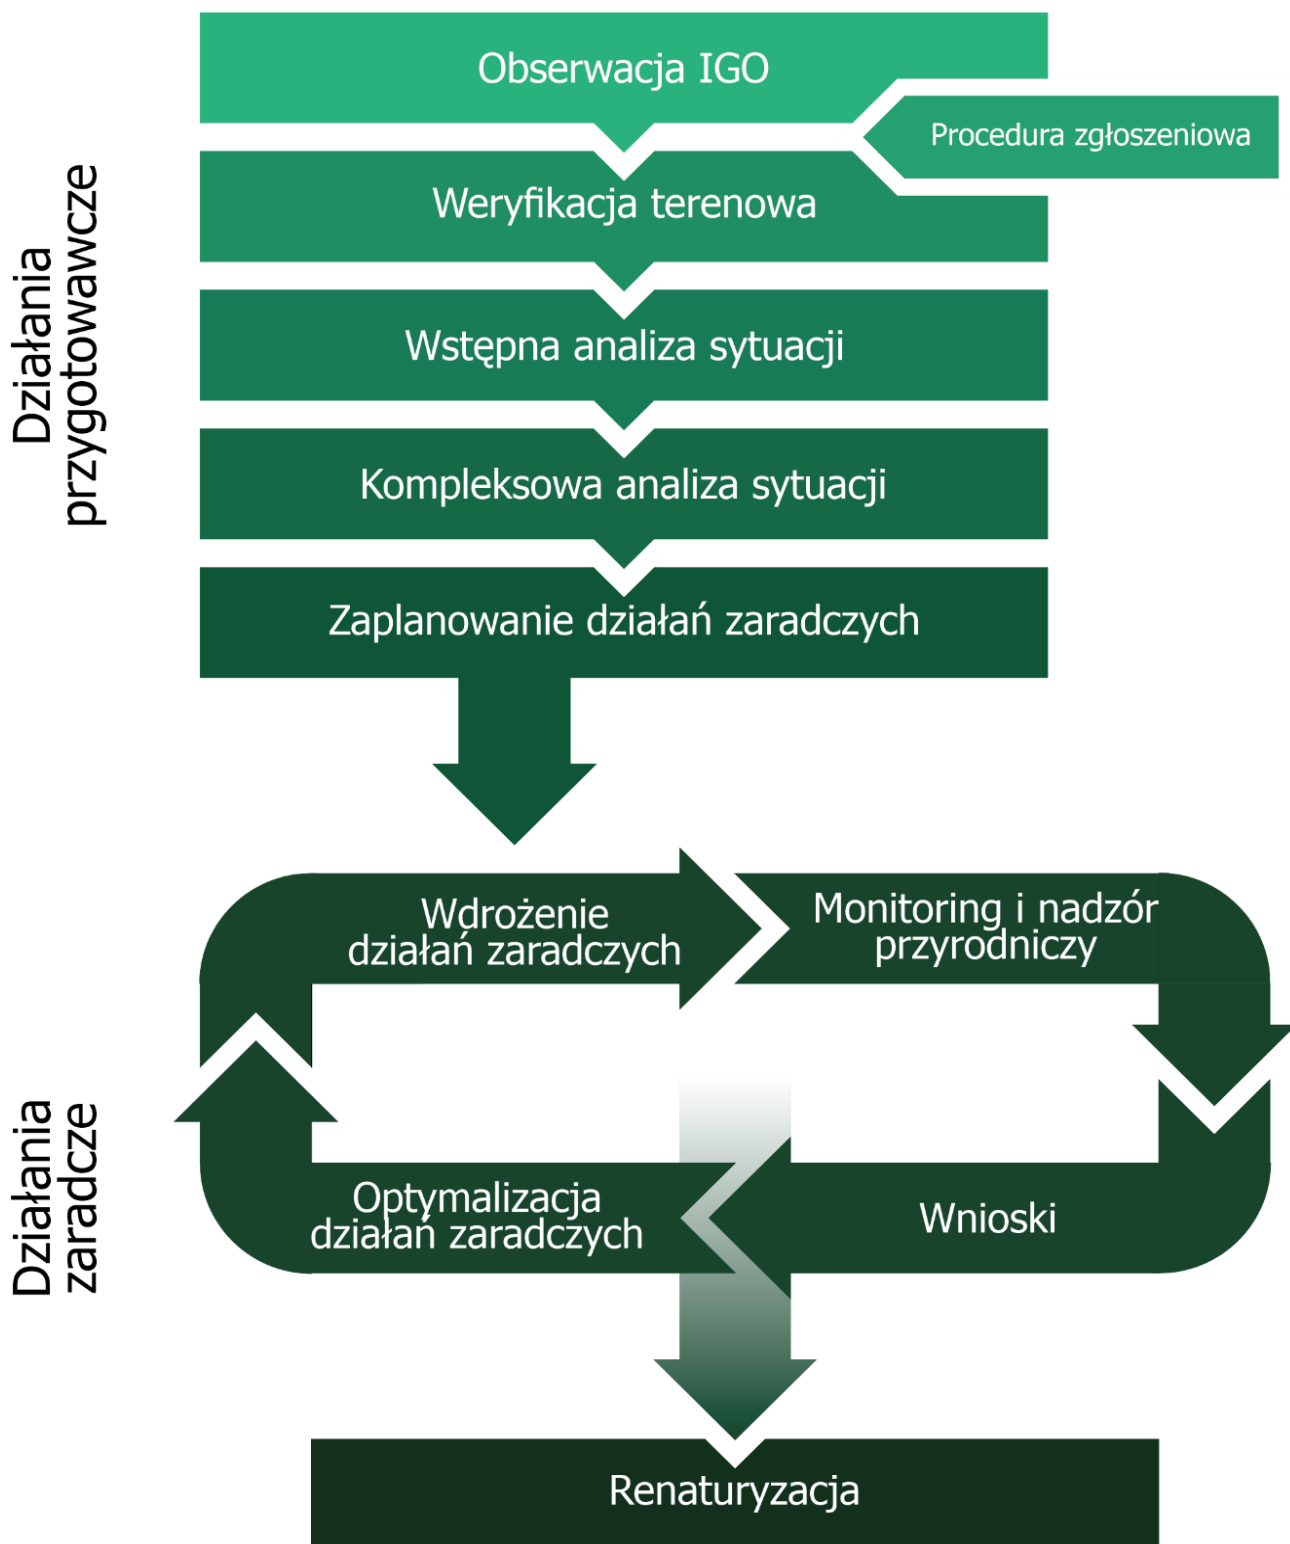 Działania
przygotowawcze
Obserwacja IGO
Procedura zgłoszeniowa
Weryfikacja terenowa
Wstępna analiza sytuacji
Kompleksowa analiza sytuacji
Zaplanowanie działań zaradczych
Działania
zaradcze
Wdrożenie
działań zaradczych
Monitoring i nadzór
przyrodniczy
Wnioski
Optymalizacja
działań zaradczych
Renaturyzacja